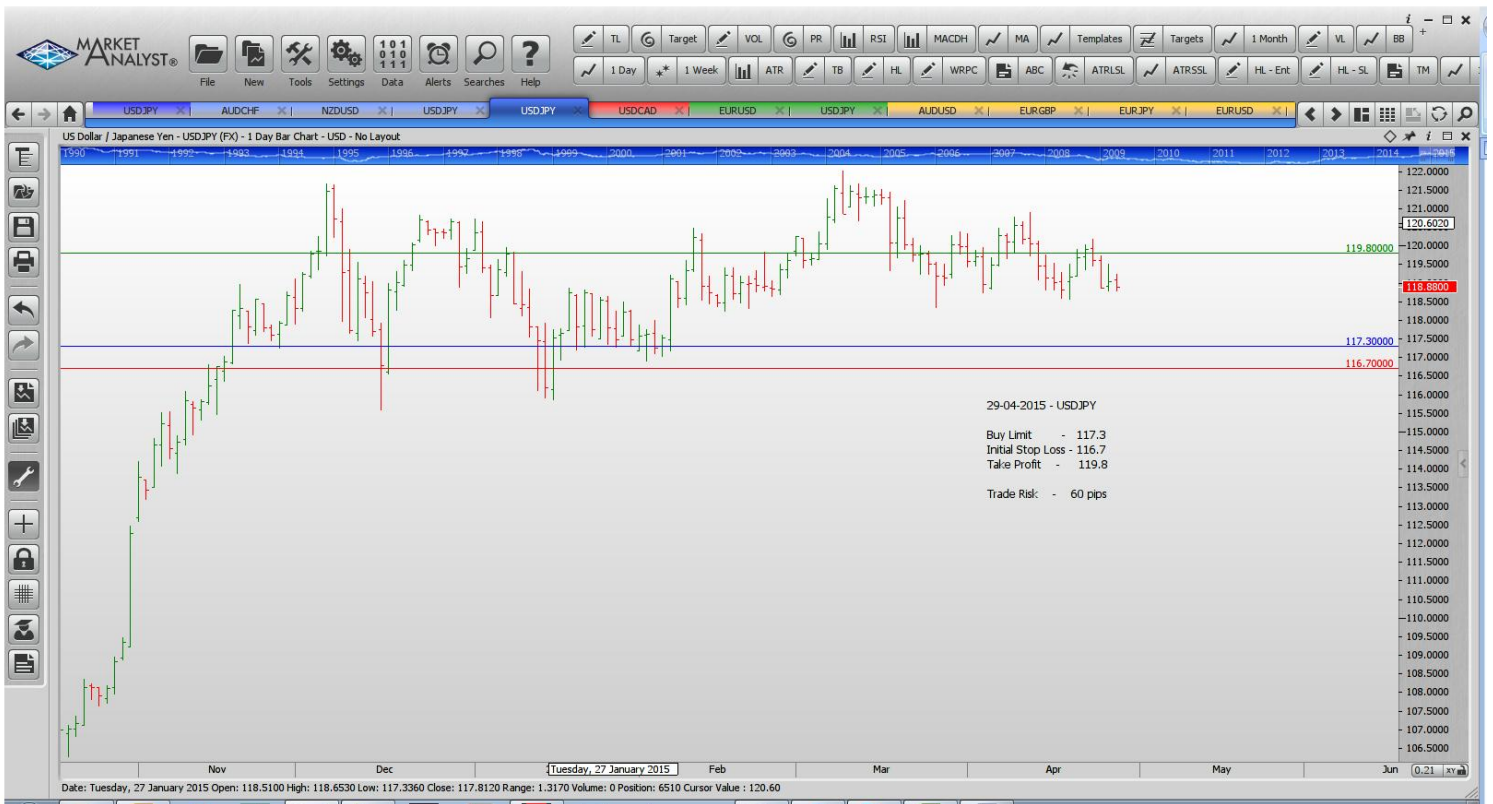 MARKET
ANALYST®
File New Tools Settings Data Alerts Searches Help
TL Target VOL PR RSI MACDH MA Templates Targets 1 Month VL BB
1 Day 1 Week ATR TB HL WRPC ABC ATRLSL ATRSSL HL - Ent HL - SL TM
USDJPY AUDCHF NZDUSD USDJPY USDJPY USDCAD EURUSD USDJPY AUDUSD EURGBP EURJPY EURUSD
US Dollar / Japanese Yen - USDJPY (FX) - 1 Day Bar Chart - USD - No Layout
1990 1991 1992 1993 1994 1995 1996 1997 1998 1999 2000 2001 2002 2003 2004 2005 2006 2007 2008 2009 2010 2011 2012 2013 2014 2015
122.0000
121.5000
121.0000
120.6020
120.0000
119.80000
119.5000
118.8800
118.5000
118.0000
117.5000
117.30000
117.0000
116.70000
116.5000
116.0000
115.5000
115.0000
114.5000
114.0000
113.5000
113.0000
112.5000
112.0000
111.5000
111.0000
110.5000
110.0000
109.5000
109.0000
108.5000
108.0000
107.5000
107.0000
106.5000
29-04-2015 - USDJPY
Buy Limit - 117.3
Initial Stop Loss - 116.7
Take Profit - 119.8
Trade Risk - 60 pips
Nov Dec Tuesday, 27 January 2015 Feb Mar Apr May Jun 0.21 XY
Date: Tuesday, 27 January 2015 Open: 118.5100 High: 118.6530 Low: 117.3360 Close: 117.8120 Range: 1.3170 Volume: 0 Position: 6510 Cursor Value : 120.60